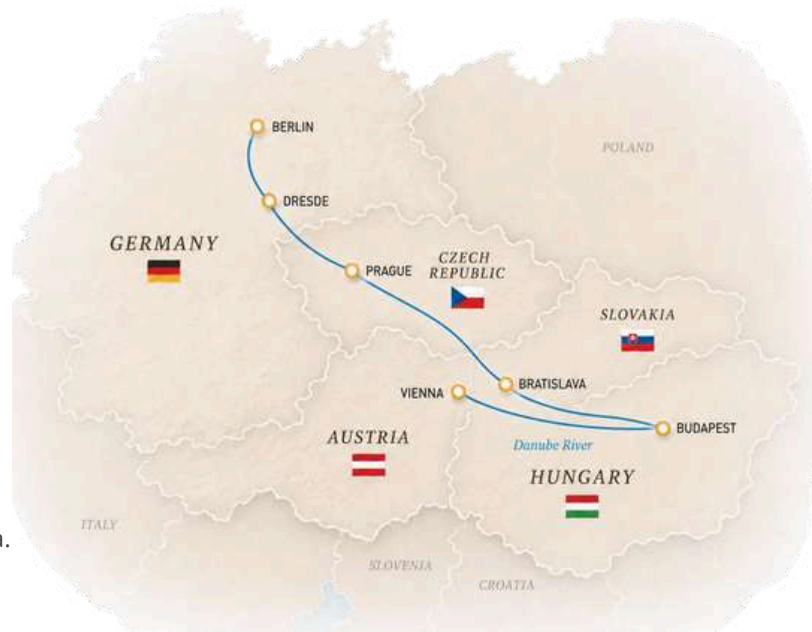 BERLIN
POLAND
DRESDE
GERMANY
CZECH
REPUBLIC
PRAGUE
SLOVAKIA
BRATISLAVA
VIENNA
BUDAPEST
AUSTRIA
Danube River
HUNGARY
ITALY
a.
SLOVENIA
CROATIA